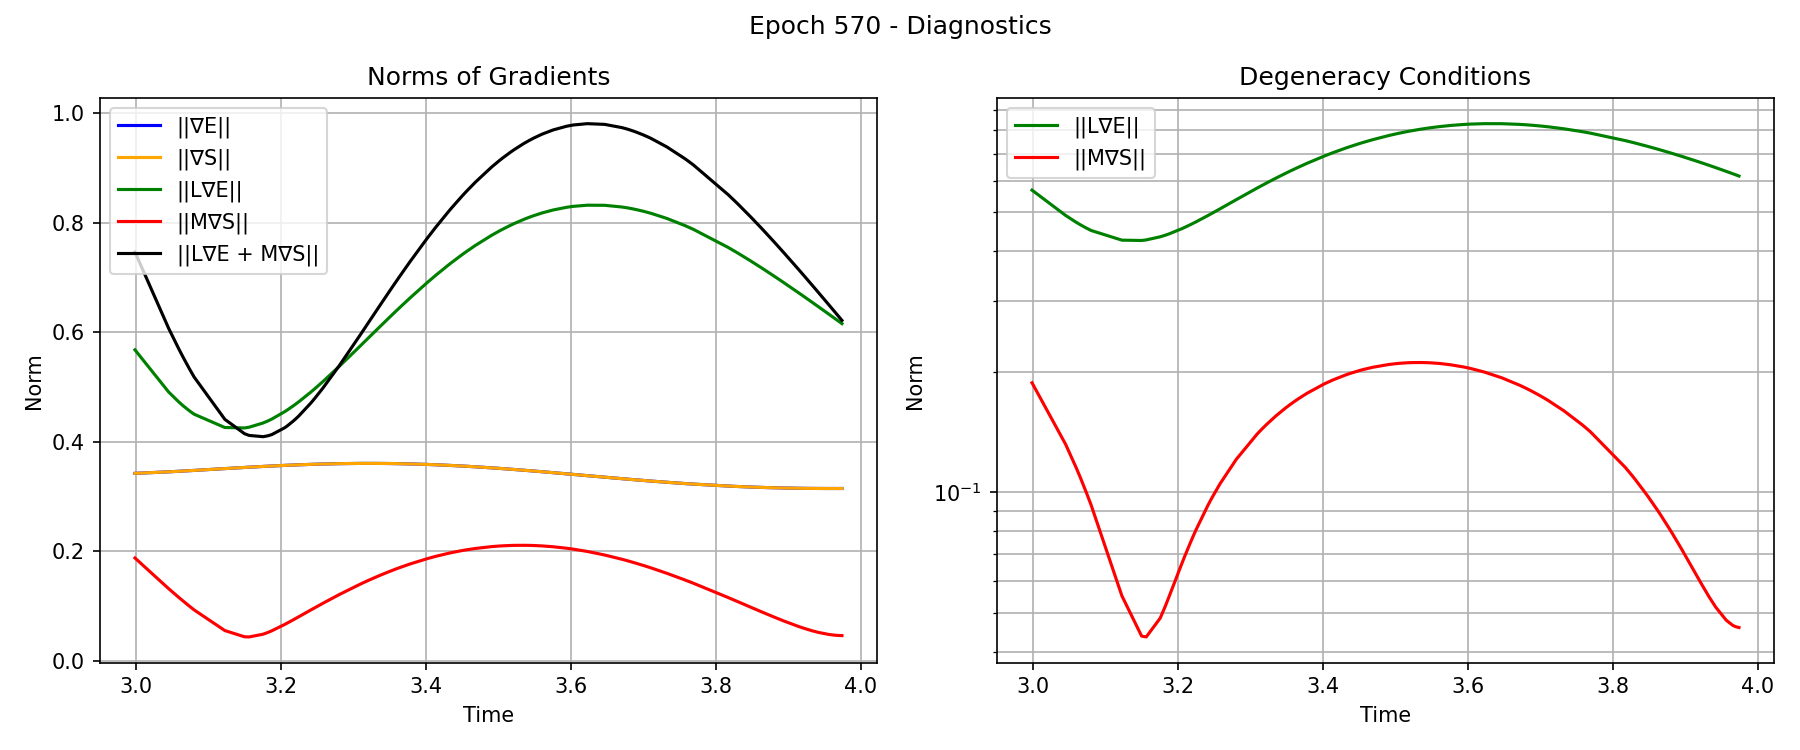 Epoch 570 - Diagnostics
Norms of Gradients
Norm
1.0
0.8
0.6
0.4
0.2
0.0
||∇E||
||∇S||
||L∇E||
||M∇S||
||L∇E + M∇S||
3.0 3.2 3.4 3.6 3.8 4.0
Time
Degeneracy Conditions
Norm
10⁻¹
||L∇E||
||M∇S||
3.0 3.2 3.4 3.6 3.8 4.0
Time